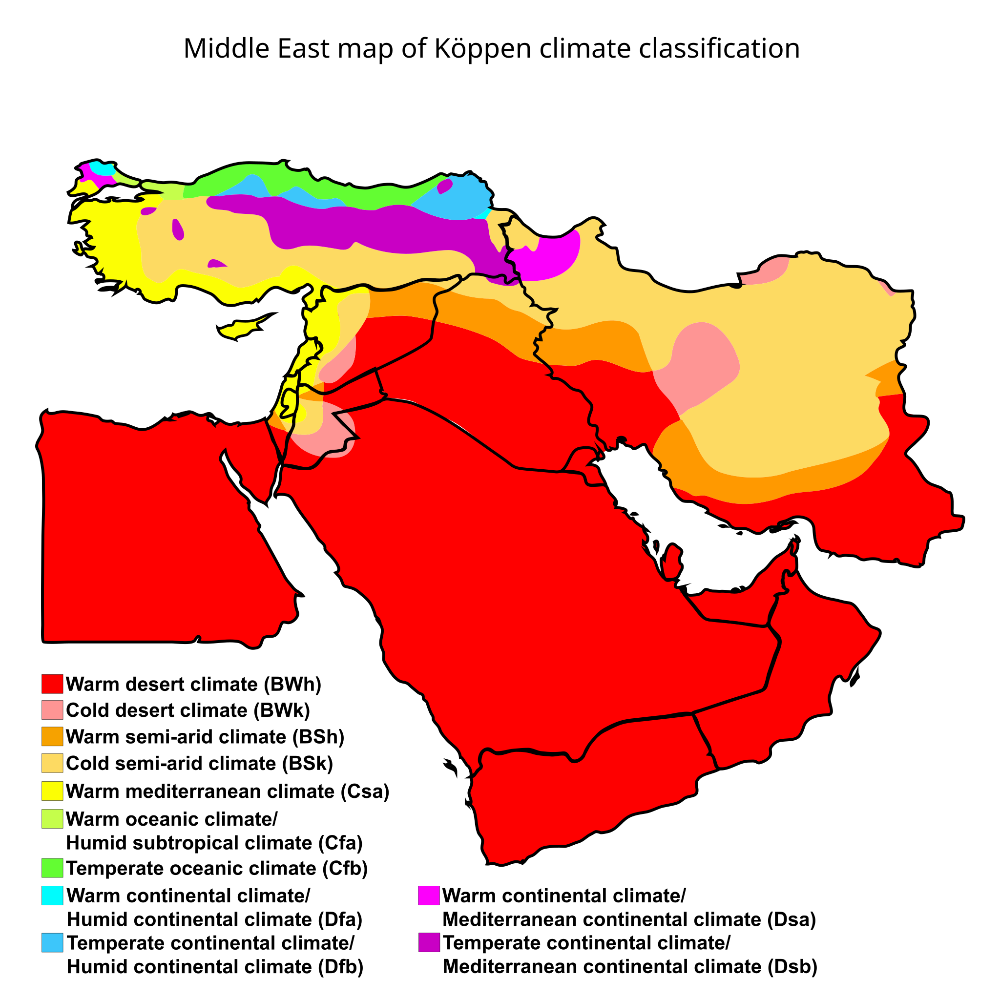 Middle East map of Köppen climate classification
Warm desert climate (BWh)
Cold desert climate (BWk)
Warm semi-arid climate (BSh)
Cold semi-arid climate (BSk)
Warm mediterranean climate (Csa)
Warm oceanic climate/
Humid subtropical climate (Cfa)
Temperate oceanic climate (Cfb)
Warm continental climate/
Humid continental climate (Dfa)
Temperate continental climate/
Humid continental climate (Dfb)
Warm continental climate/
Mediterranean continental climate (Dsa)
Temperate continental climate/
Mediterranean continental climate (Dsb)